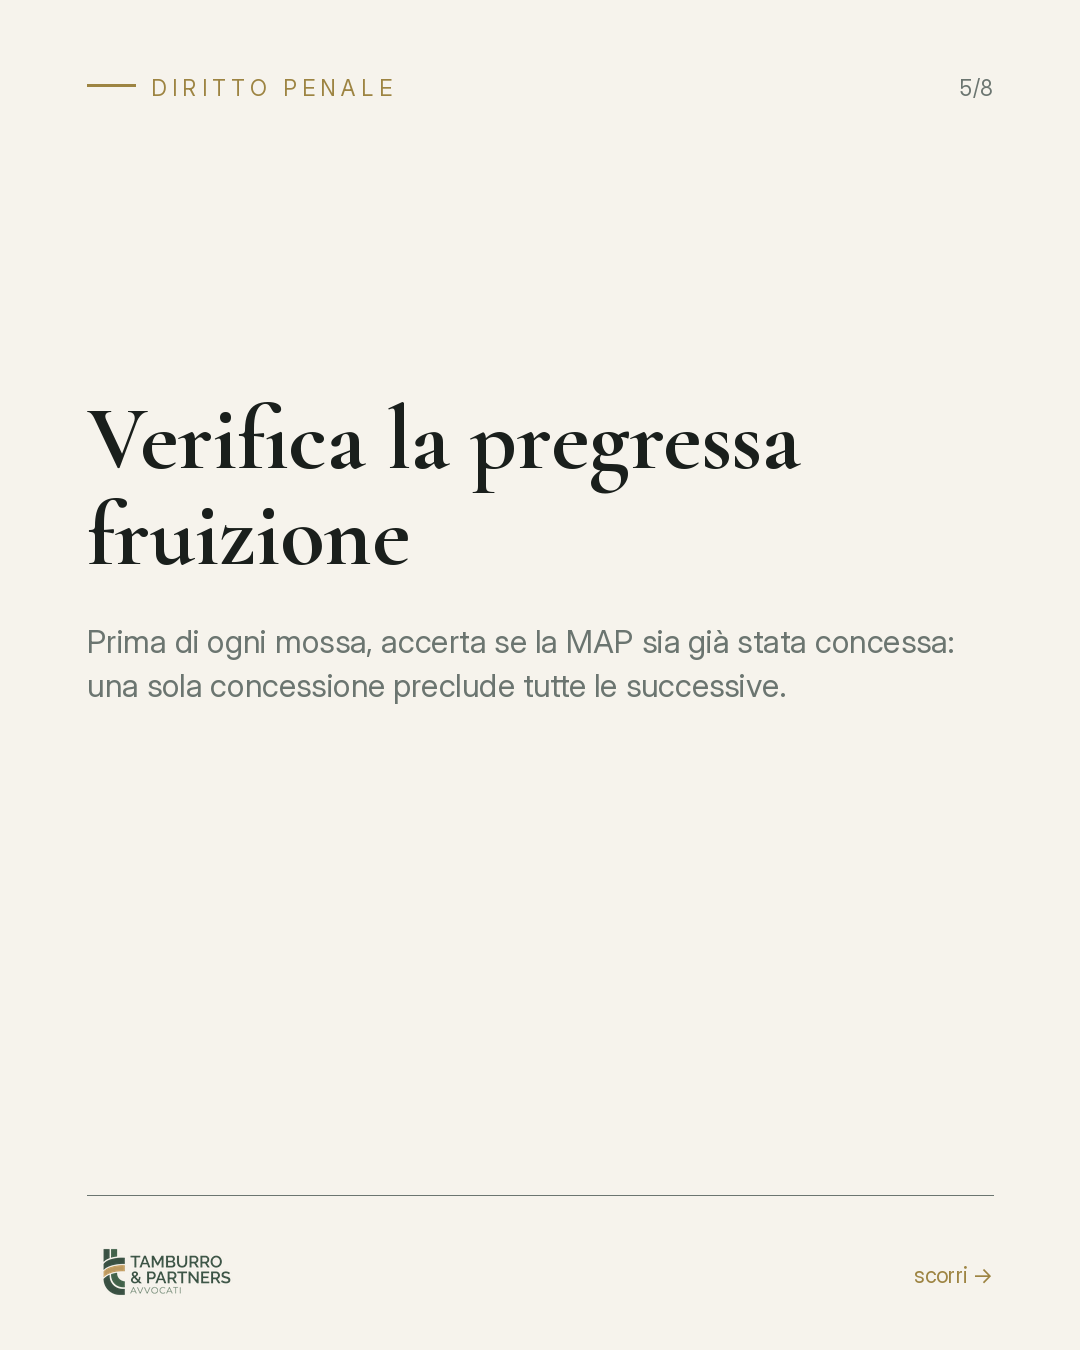 DIRITTO PENALE
5/8
Verifica la pregressa
fruizione
Prima di ogni mossa, accerta se la MAP sia già stata concessa:
una sola concessione preclude tutte le successive.
TAMBURRO
& PARTNERS
AVVOCATI
scorri →